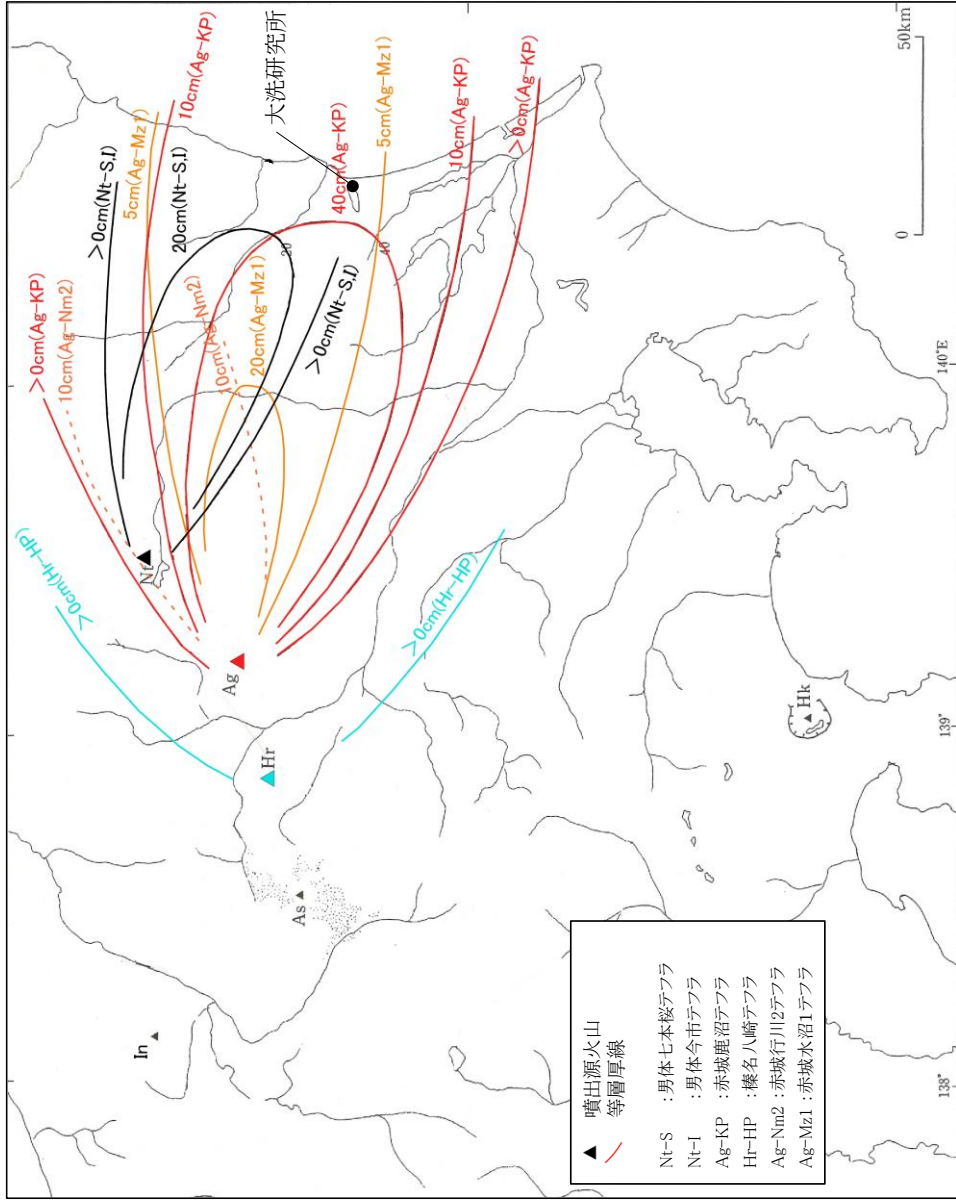 >0cm(Ag-KP)
10cm(Ag-Nm2)
>0cm(Nt-S,I)
5cm(Ag-Mz1)
10cm(Ag-KP)
20cm(Nt-S,I)
大洗研究所
>0cm(Hr-HP)
Nt
10cm(Ag-Nm2)
20cm(Ag-Mz1)
20
40cm(Ag-KP)
40
>0cm(Nt-S,I)
5cm(Ag-Mz1)
Ag
Hr
As
In
>0cm(Hr-HP)
10cm(Ag-KP)
>0cm(Ag-KP)
Hk
0
50km
138°
139°
140°E
噴出源火山
等層厚線
Nt-S :男体七本桜テフラ
Nt-I :男体今市テフラ
Ag-KP :赤城鹿沼テフラ
Hr-HP :榛名八崎テフラ
Ag-Nm2 :赤城行川2テフラ
Ag-Mz1 :赤城水沼1テフラ